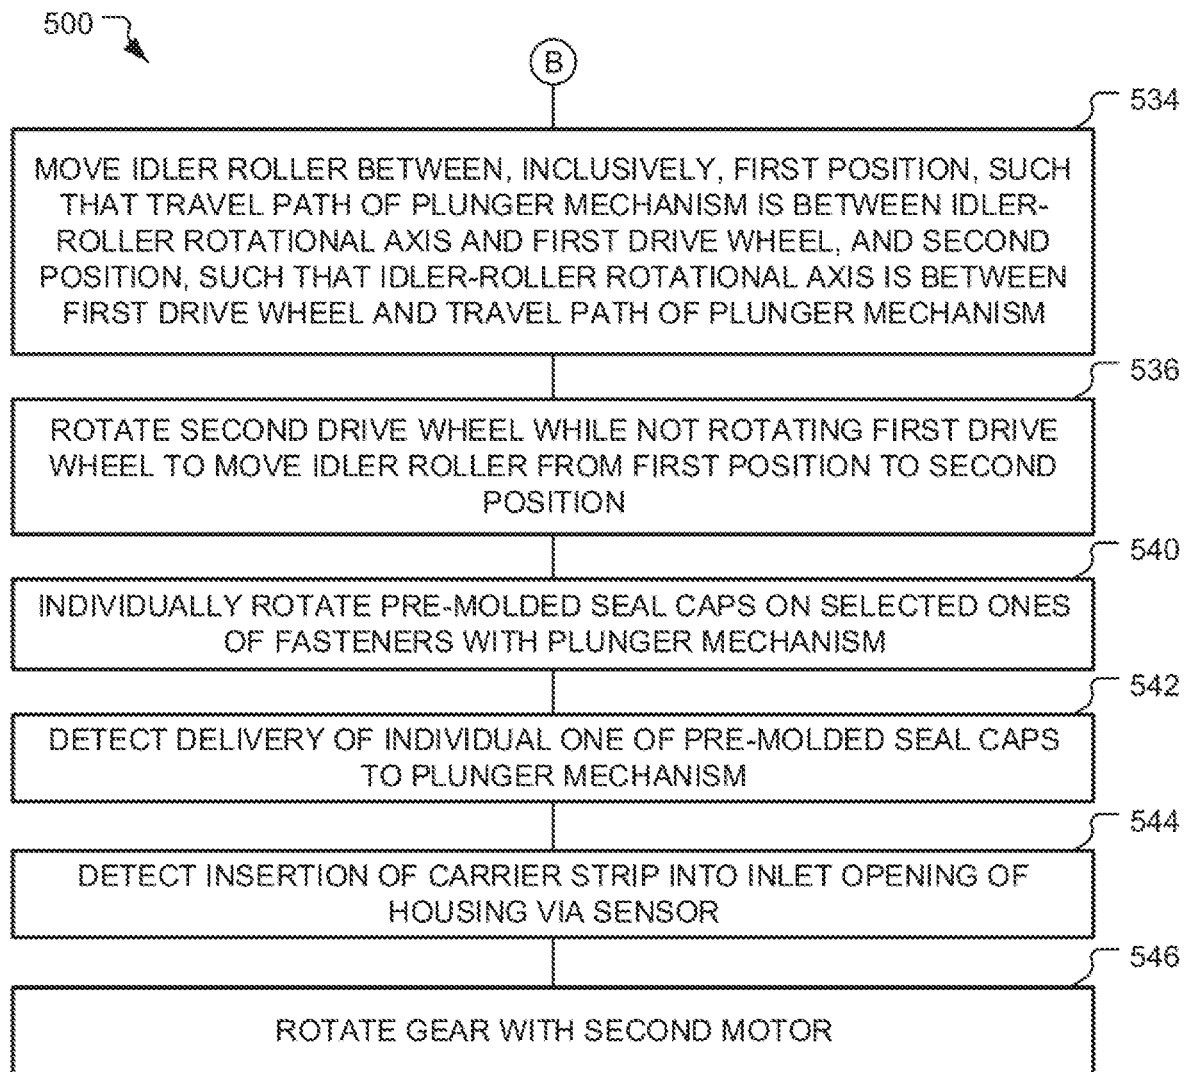 500
B
534
MOVE IDLER ROLLER BETWEEN, INCLUSIVELY, FIRST POSITION, SUCH
THAT TRAVEL PATH OF PLUNGER MECHANISM IS BETWEEN IDLER-
ROLLER ROTATIONAL AXIS AND FIRST DRIVE WHEEL, AND SECOND
POSITION, SUCH THAT IDLER-ROLLER ROTATIONAL AXIS IS BETWEEN
FIRST DRIVE WHEEL AND TRAVEL PATH OF PLUNGER MECHANISM
536
ROTATE SECOND DRIVE WHEEL WHILE NOT ROTATING FIRST DRIVE
WHEEL TO MOVE IDLER ROLLER FROM FIRST POSITION TO SECOND
POSITION
540
INDIVIDUALLY ROTATE PRE-MOLDED SEAL CAPS ON SELECTED ONES
OF FASTENERS WITH PLUNGER MECHANISM
542
DETECT DELIVERY OF INDIVIDUAL ONE OF PRE-MOLDED SEAL CAPS
TO PLUNGER MECHANISM
544
DETECT INSERTION OF CARRIER STRIP INTO INLET OPENING OF
HOUSING VIA SENSOR
546
ROTATE GEAR WITH SECOND MOTOR